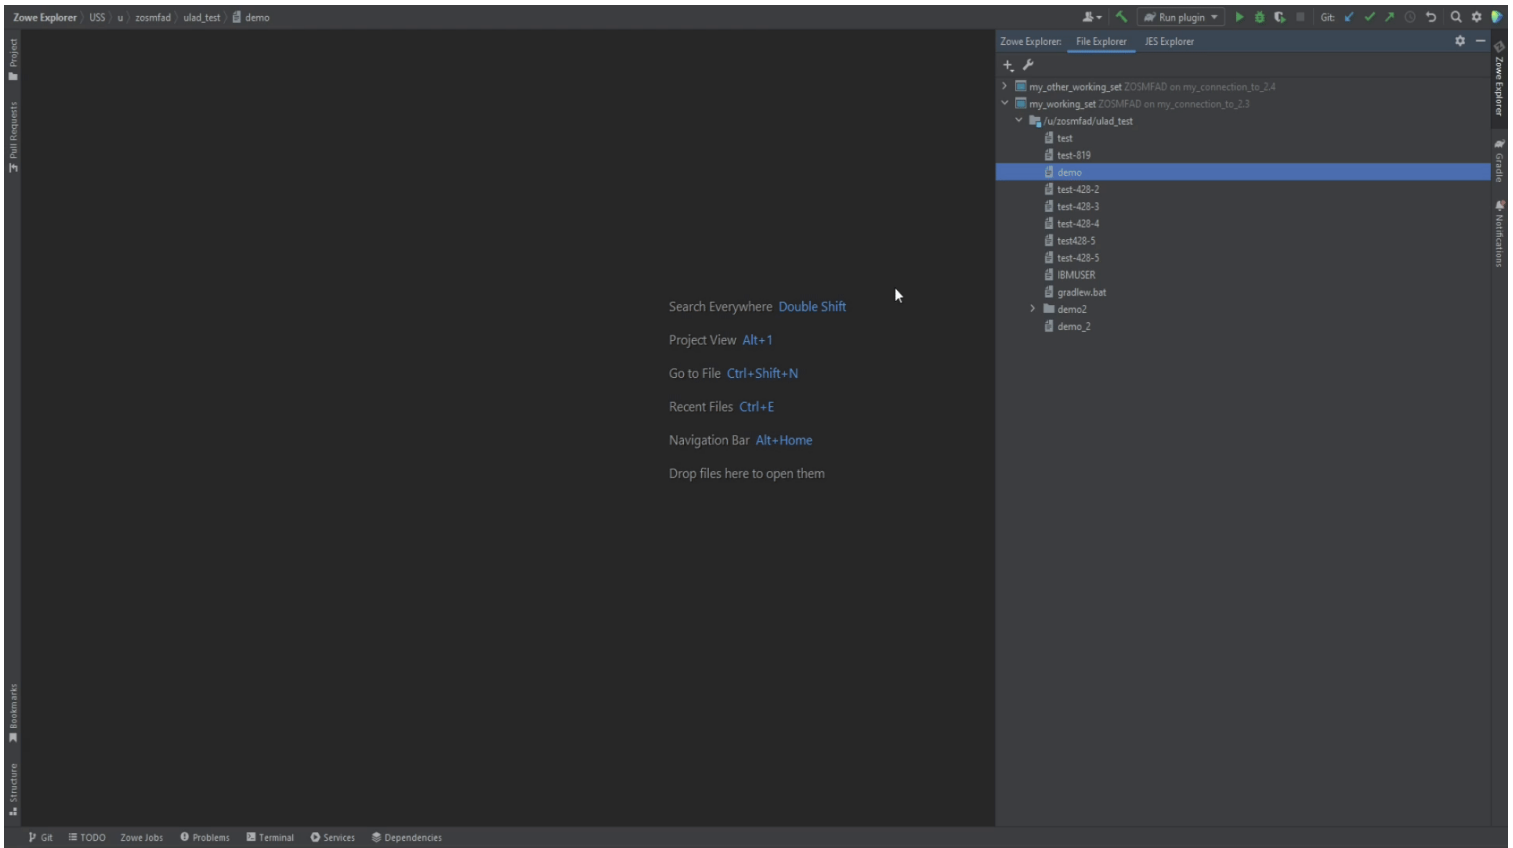 Zowe Explorer USS u zosmfad ulad_test demo
Run plugin
Git:
Project
Pull Requests
Bookmarks
Structure
Search Everywhere Double Shift
Project View Alt+1
Go to File Ctrl+Shift+N
Recent Files Ctrl+E
Navigation Bar Alt+Home
Drop files here to open them
Zowe Explorer: File Explorer JES Explorer
my_other_working_set ZOSMFAD on my_connection_to_2.4
my_working_set ZOSMFAD on my_connection_to_2.3
/u/zosmfad/ulad_test
test
test-819
demo
test-428-2
test-428-3
test-428-4
test428-5
test-428-5
IBMUSER
gradlew.bat
demo2
demo_2
Zowe Explorer
Gradle
Notifications
Git TODO Zowe Jobs Problems Terminal Services Dependencies